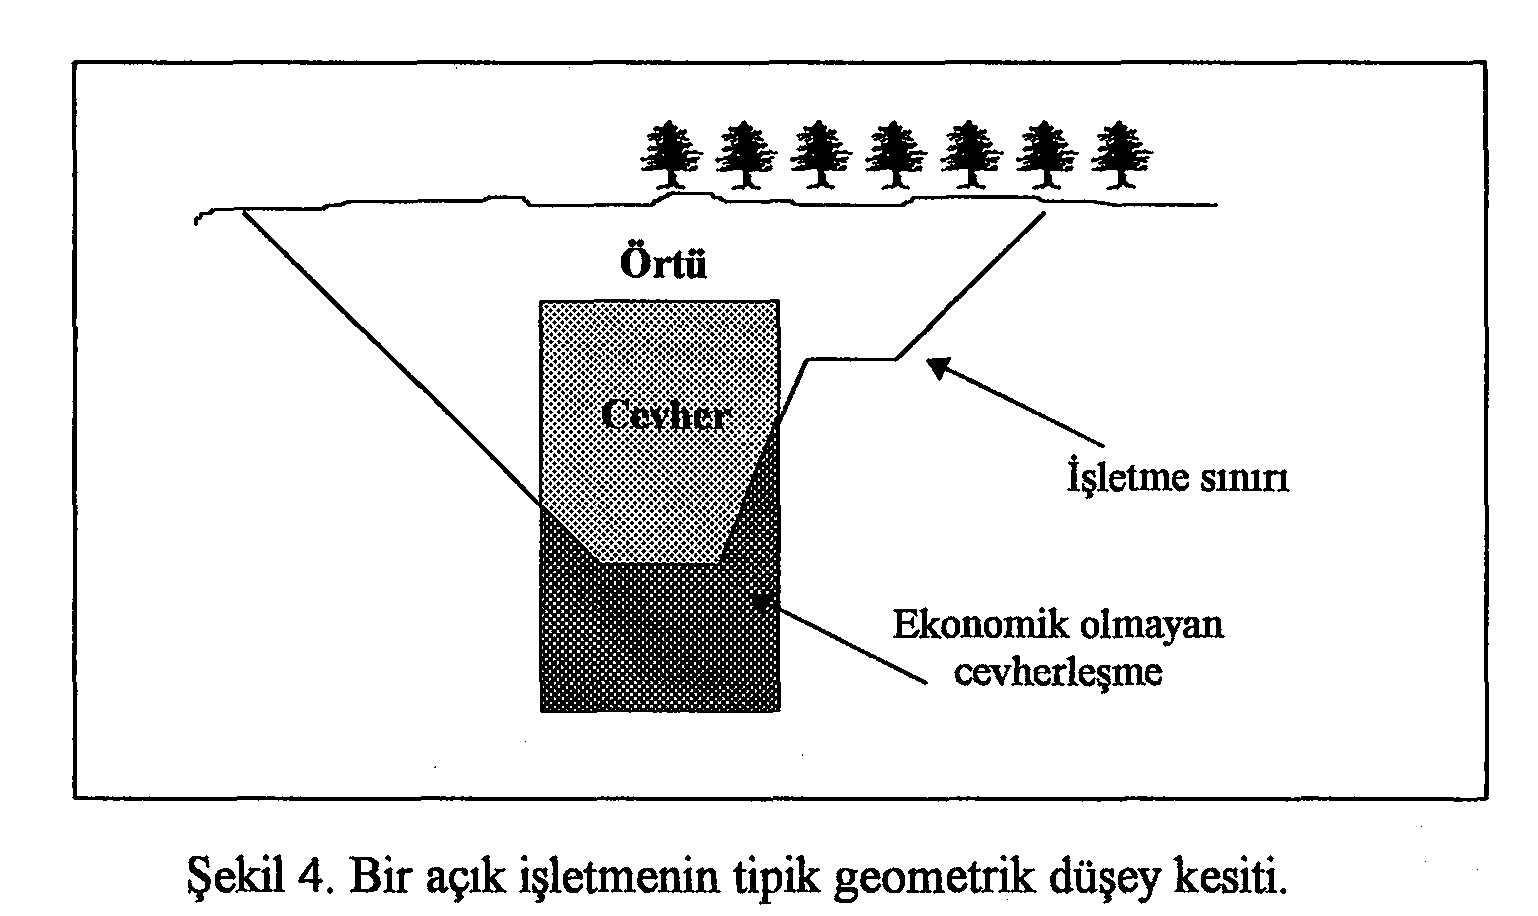 Örtü
Cevher
İşletme sınırı
Ekonomik olmayan
cevherleşme
Şekil 4. Bir açık işletmenin tipik geometrik düşey kesiti.